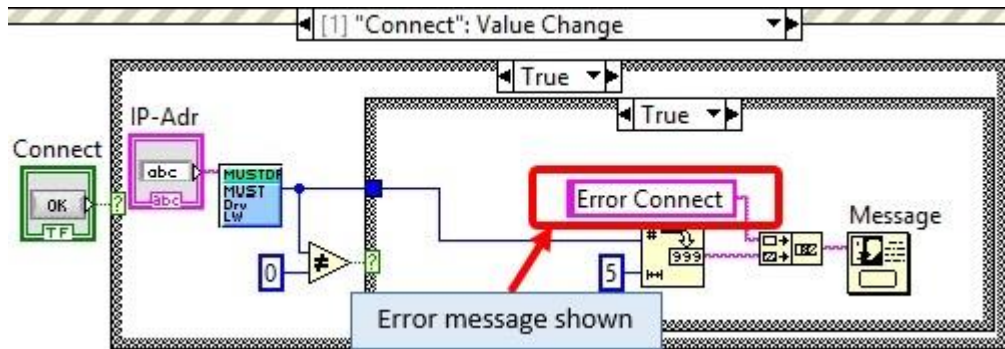 [1] "Connect": Value Change
True
True
IP-Adr
Connect
abc
abc
MUSTDR
MUST
Drv
LW
OK
TF
Error Connect
Message
#
999
0
5
?
?
Error message shown